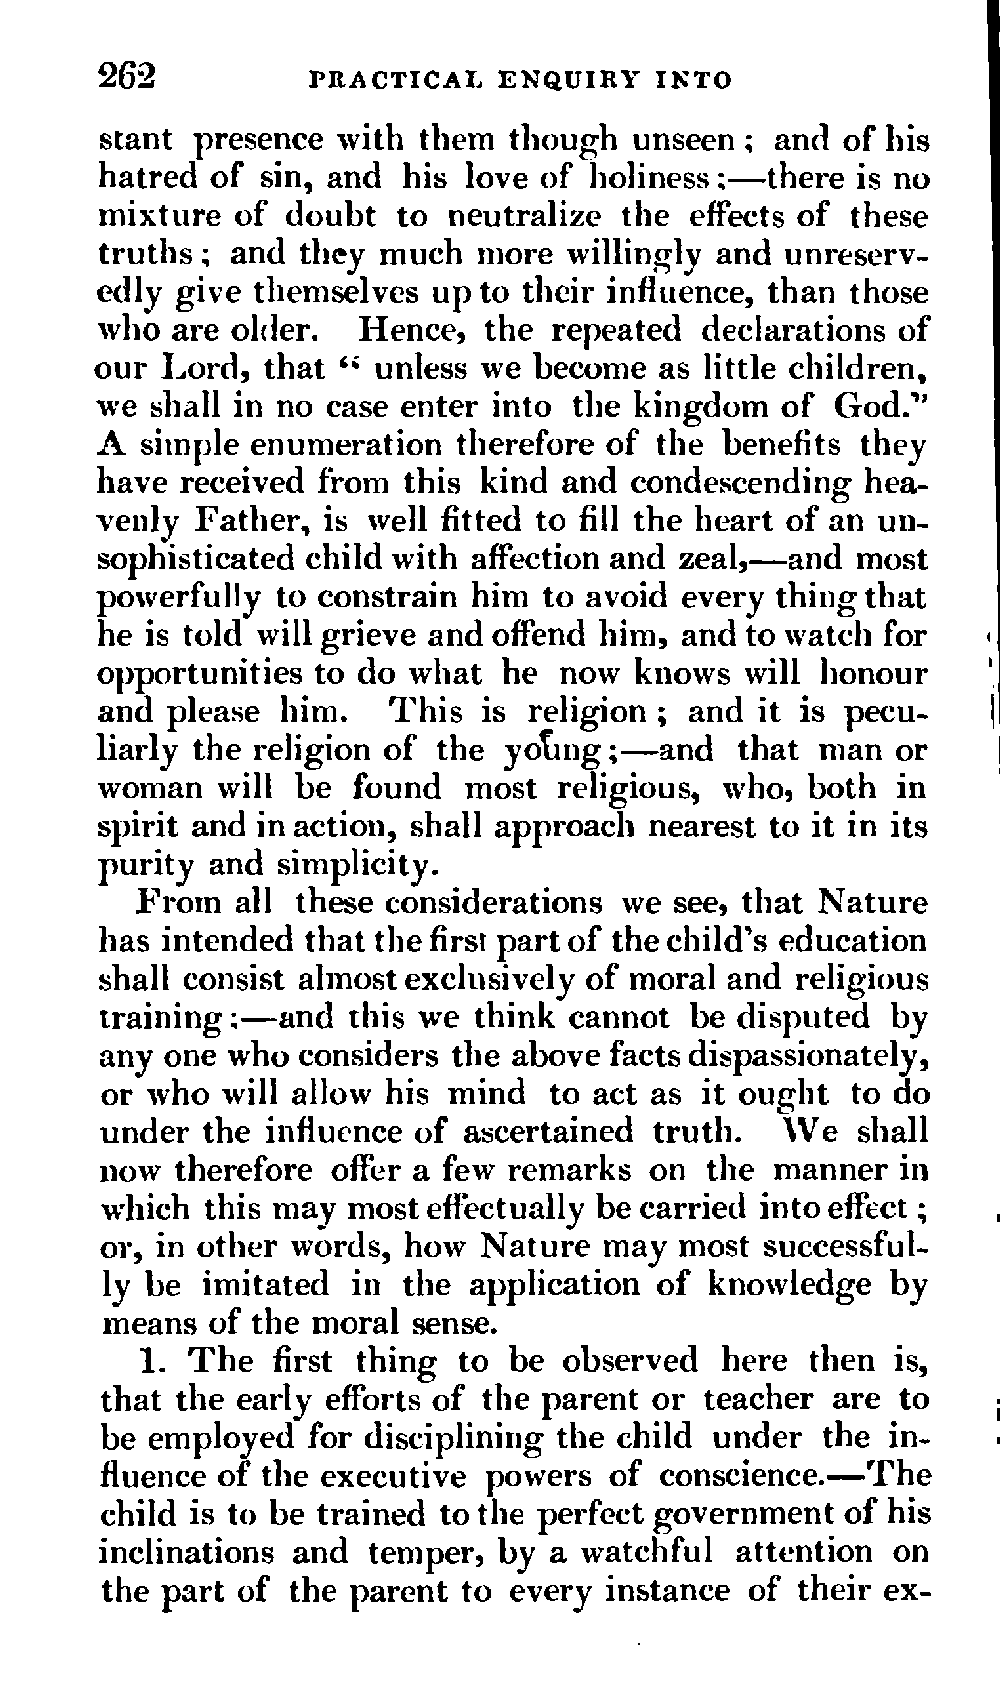 262 PRACTICAL ENQUIRY INTO
stant presence with them though unseen ; and of his
hatred of sin, and his love of holiness ;—there is no
mixture of doubt to neutralize the effects of these
truths ; and they much more willingly and unreserv-
edly give themselves up to their influence, than those
who are older. Hence, the repeated declarations of
our Lord, that “ unless we become as little children,
we shall in no case enter into the kingdom of God.”
A simple enumeration therefore of the benefits they
have received from this kind and condescending hea-
venly Father, is well fitted to fill the heart of an un-
sophisticated child with affection and zeal,—and most
powerfully to constrain him to avoid every thing that
he is told will grieve and offend him, and to watch for
opportunities to do what he now knows will honour
and please him. This is religion ; and it is pecu-
liarly the religion of the young ;—and that man or
woman will be found most religious, who, both in
spirit and in action, shall approach nearest to it in its
purity and simplicity.
From all these considerations we see, that Nature
has intended that the first part of the child's education
shall consist almost exclusively of moral and religious
training ;—and this we think cannot be disputed by
any one who considers the above facts dispassionately,
or who will allow his mind to act as it ought to do
under the influence of ascertained truth. We shall
now therefore offer a few remarks on the manner in
which this may most effectually be carried into effect ;
or, in other words, how Nature may most successful-
ly be imitated in the application of knowledge by
means of the moral sense.
1. The first thing to be observed here then is,
that the early efforts of the parent or teacher are to
be employed for disciplining the child under the in-
fluence of the executive powers of conscience.—The
child is to be trained to the perfect government of his
inclinations and temper, by a watchful attention on
the part of the parent to every instance of their ex-